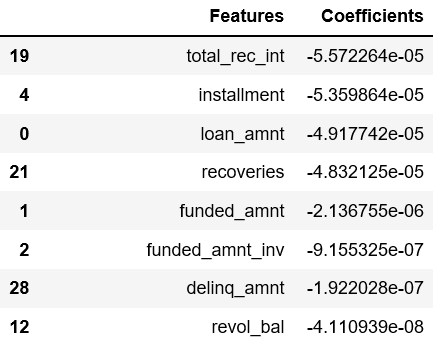 Features Coefficients
19 total_rec_int -5.572264e-05
4 installment -5.359864e-05
0 loan_amnt -4.917742e-05
21 recoveries -4.832125e-05
1 funded_amnt -2.136755e-06
2 funded_amnt_inv -9.155325e-07
28 delinq_amnt -1.922028e-07
12 revol_bal -4.110939e-08